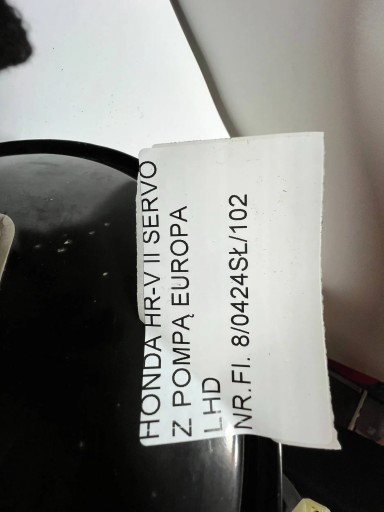 HONDA HR-V II SERVO
Z POMPĄ EUROPA
LHD
NR.FI. 8/0424SŁ/102